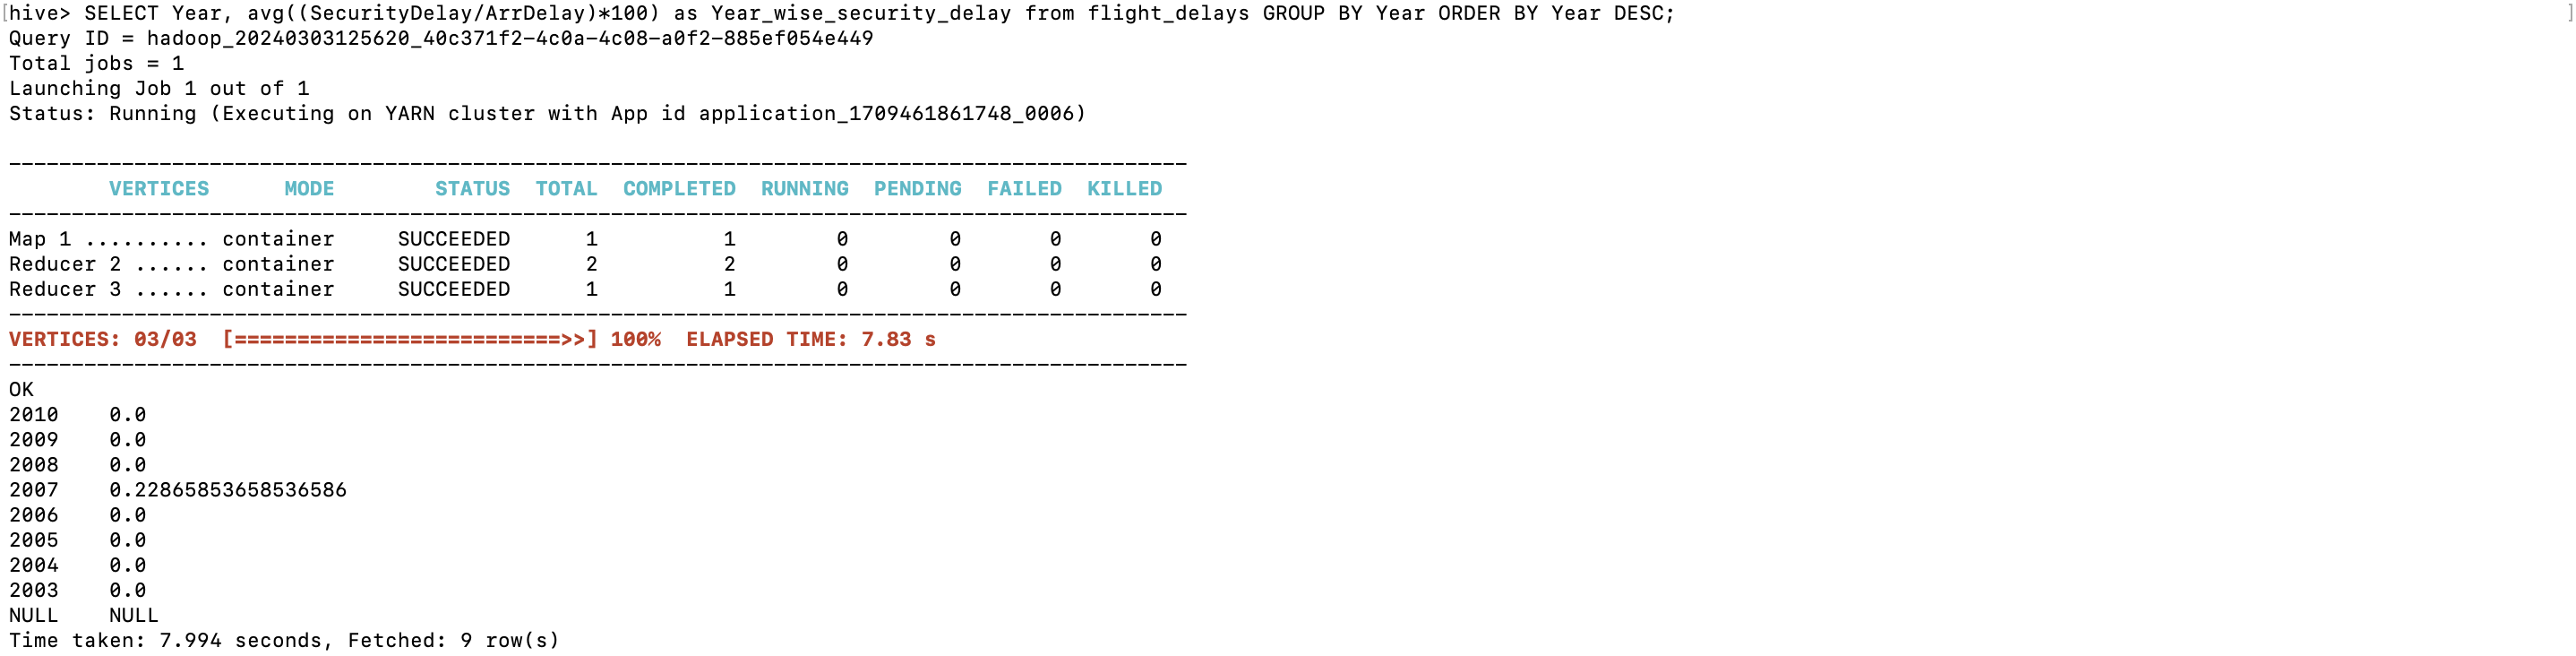 [hive> SELECT Year, avg((SecurityDelay/ArrDelay)*100) as Year_wise_security_delay from flight_delays GROUP BY Year ORDER BY Year DESC; ]
Query ID = hadoop_20240303125620_40c371f2-4c0a-4c08-a0f2-885ef054e449
Total jobs = 1
Launching Job 1 out of 1
Status: Running (Executing on YARN cluster with App id application_1709461861748_0006)
----------------------------------------------------------------------------------------------
        VERTICES      MODE        STATUS  TOTAL  COMPLETED  RUNNING  PENDING  FAILED  KILLED
----------------------------------------------------------------------------------------------
Map 1 .......... container     SUCCEEDED      1          1        0        0       0       0
Reducer 2 ...... container     SUCCEEDED      2          2        0        0       0       0
Reducer 3 ...... container     SUCCEEDED      1          1        0        0       0       0
----------------------------------------------------------------------------------------------
VERTICES: 03/03  [==========================>>] 100%  ELAPSED TIME: 7.83 s
----------------------------------------------------------------------------------------------
OK
2010    0.0
2009    0.0
2008    0.0
2007    0.22865853658536586
2006    0.0
2005    0.0
2004    0.0
2003    0.0
NULL    NULL
Time taken: 7.994 seconds, Fetched: 9 row(s)